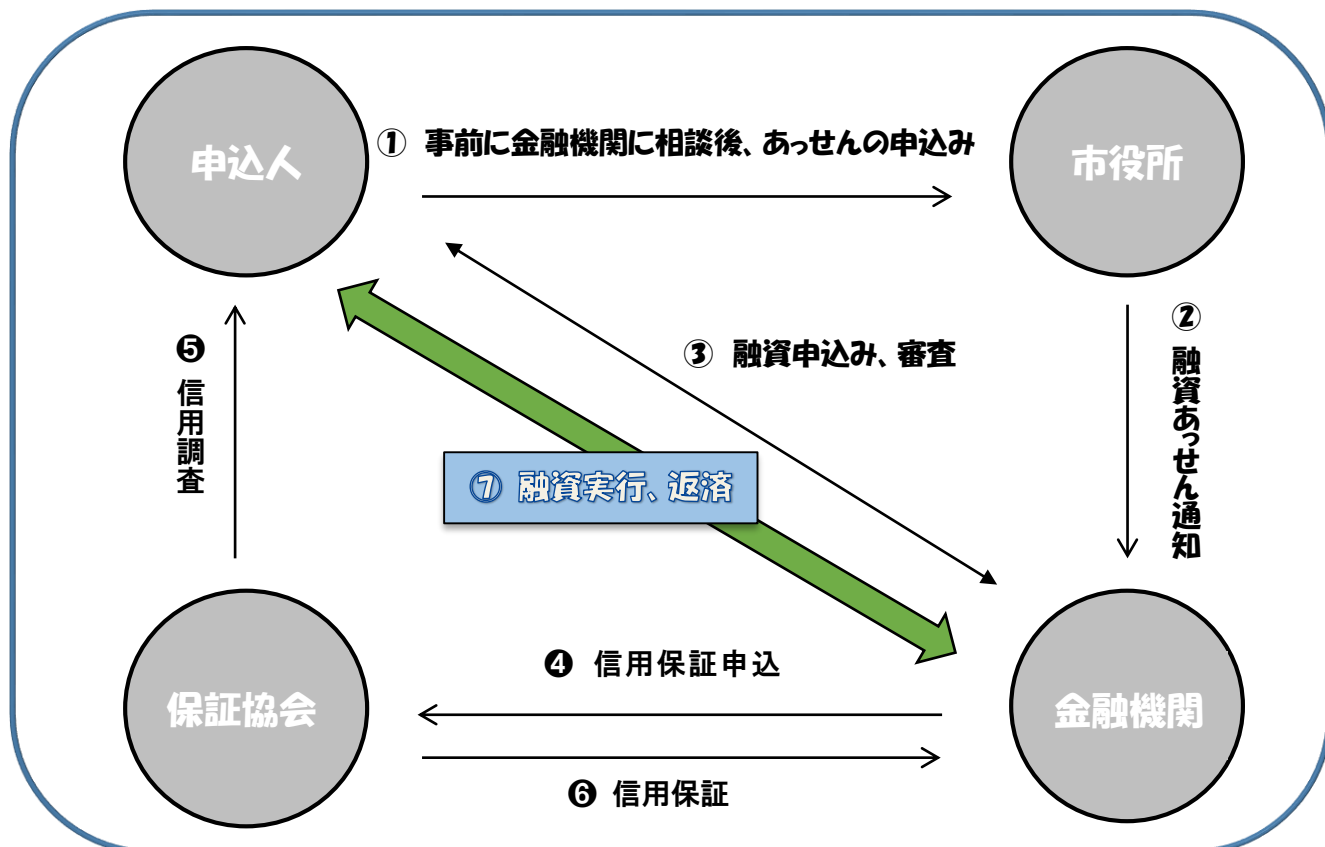 申込人
① 事前に金融機関に相談後、あっせんの申込み
市役所
② 融資あっせん通知
③ 融資申込み、審査
❺ 信用調査
⑦ 融資実行、返済
❹ 信用保証申込
保証協会
金融機関
❻ 信用保証